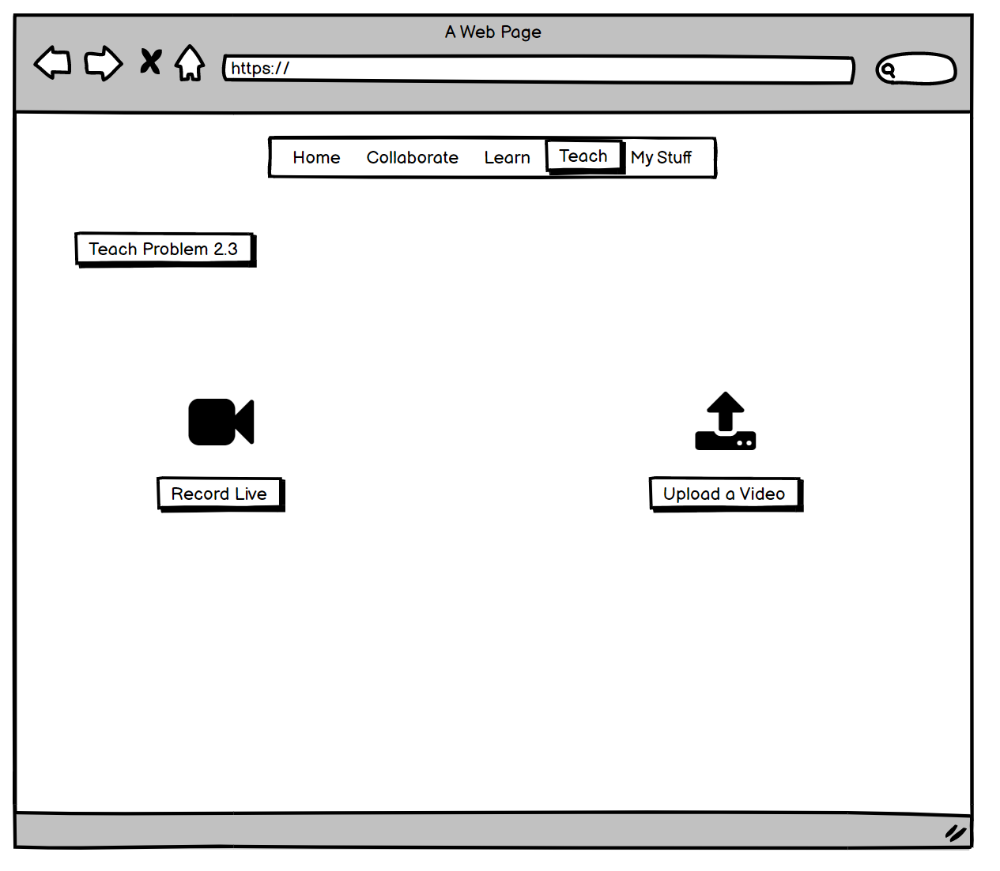 A Web Page
https://
Home Collaborate Learn Teach My Stuff
Teach Problem 2.3
Record Live
Upload a Video